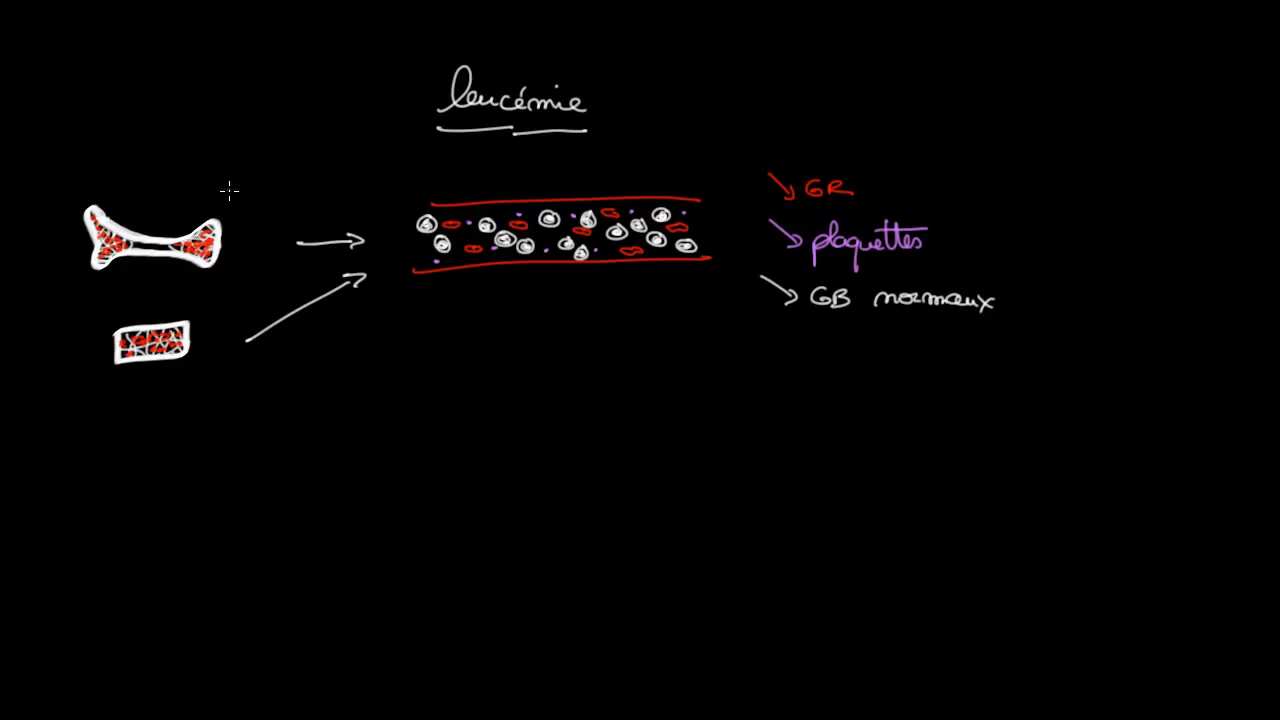 leucémie
↘ GR
↘ plaquettes
↘ GB normaux